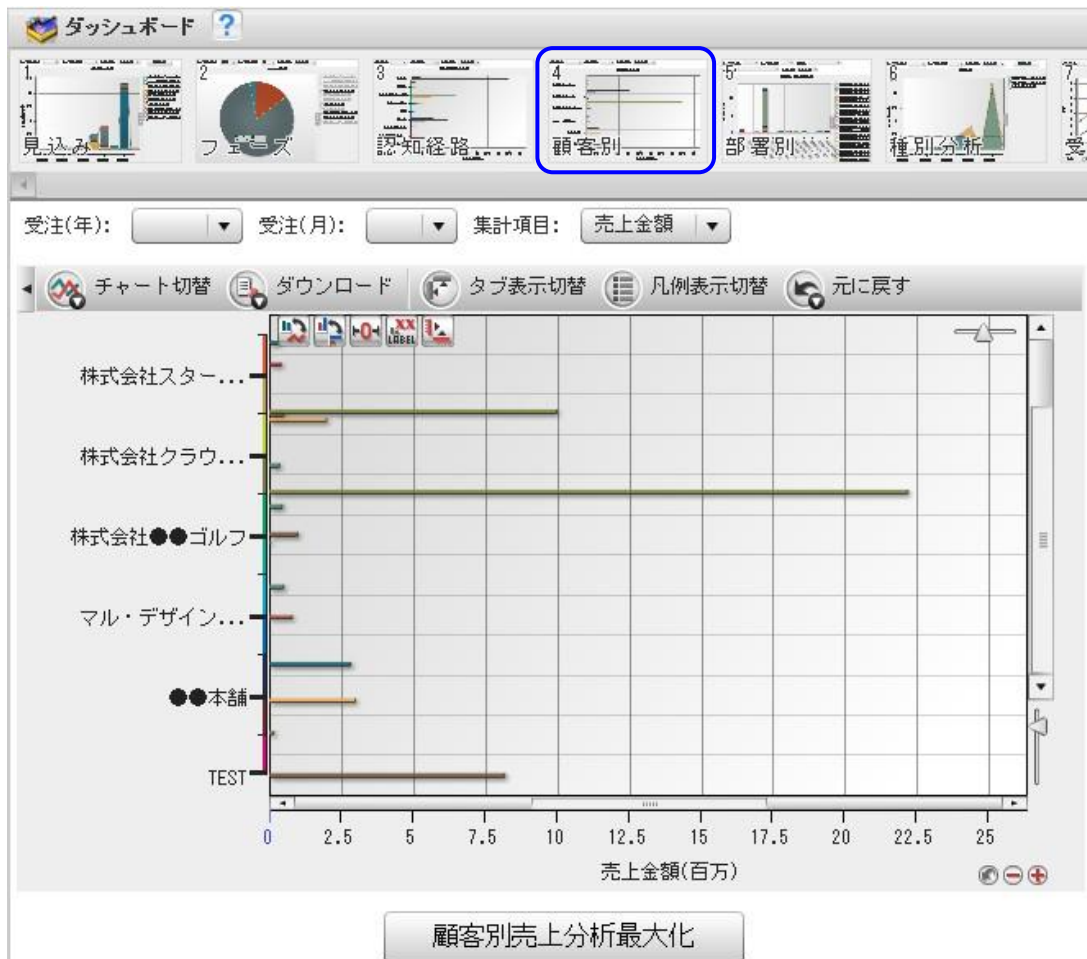 ダッシュボード ?
1 見込み
2 フェーズ
3 認知経路
4 顧客別
5 部署別
6 種別分析
7 受
受注(年): 受注(月): 集計項目: 売上金額
チャート切替 ダウンロード タブ表示切替 凡例表示切替 元に戻す
XX
LABEL
株式会社スター...
株式会社クラウ...
株式会社●●ゴルフ
マル・デザイン...
●●本舗
TEST
0 2.5 5 7.5 10 12.5 15 17.5 20 22.5 25
売上金額(百万)
顧客別売上分析最大化